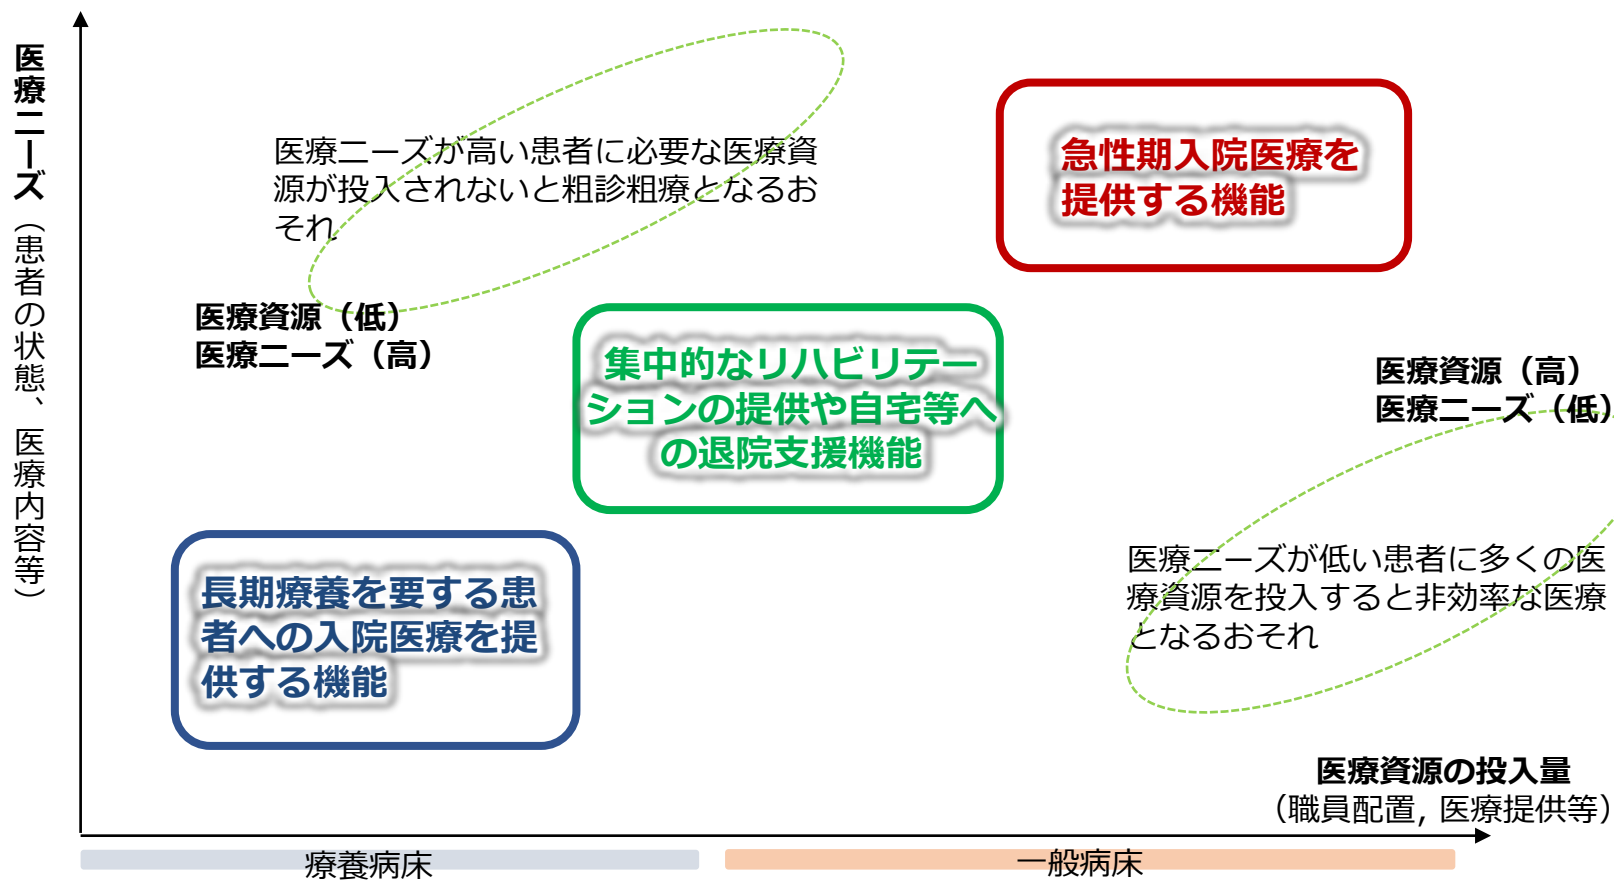 医療ニーズ（患者の状態、医療内容等）
医療ニーズが高い患者に必要な医療資
源が投入されないと粗診粗療となるお
それ
急性期入院医療を
提供する機能
医療資源（低）
医療ニーズ（高）
集中的なリハビリテー
ションの提供や自宅等へ
の退院支援機能
医療資源（高）
医療ニーズ（低）
長期療養を要する患
者への入院医療を提
供する機能
医療ニーズが低い患者に多くの医
療資源を投入すると非効率な医療
となるおそれ
医療資源の投入量
（職員配置, 医療提供等）
療養病床
一般病床